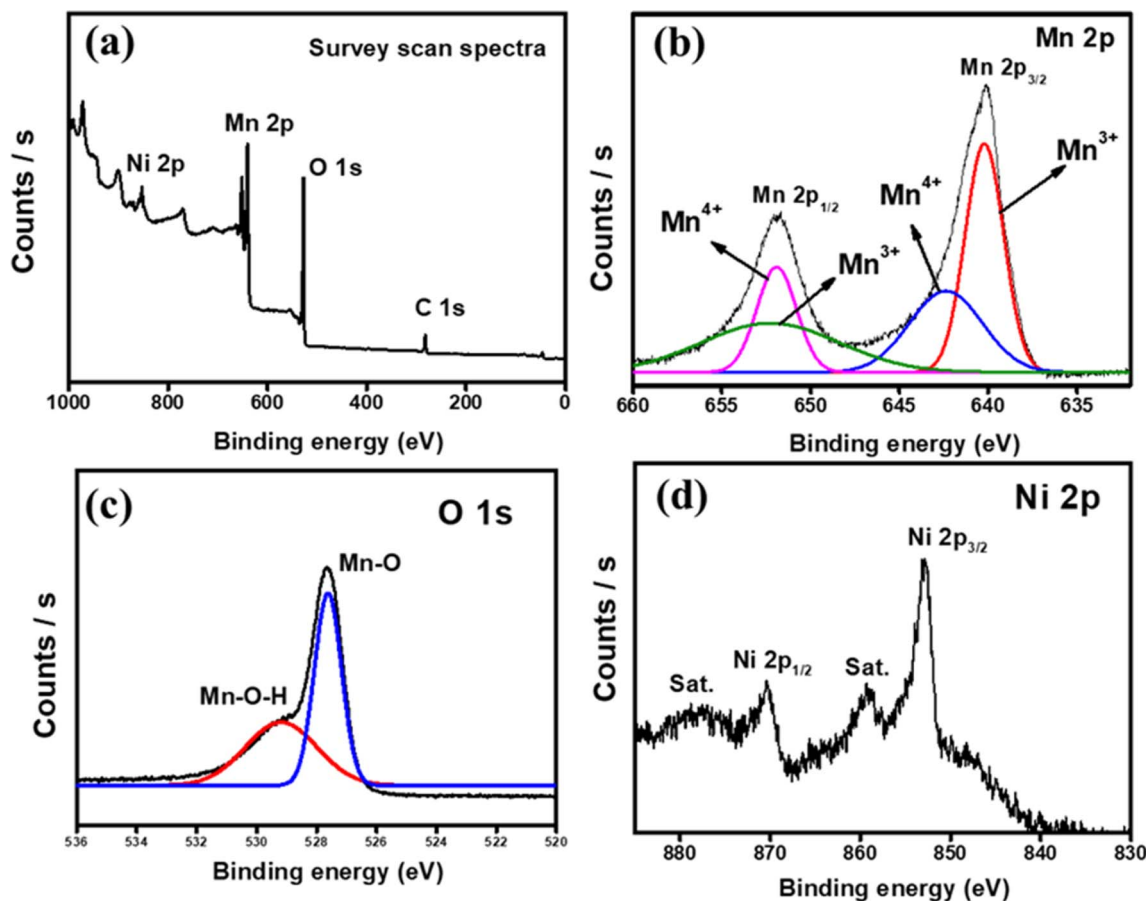 (a)
Survey scan spectra
Ni 2p
Mn 2p
O 1s
C 1s
Counts / s
1000 800 600 400 200 0
Binding energy (eV)
(b)
Mn 2p
Mn 2p3/2
Mn3+
Mn4+
Mn 2p1/2
Mn4+
Mn3+
Counts / s
660 655 650 645 640 635
Binding energy (eV)
(c)
O 1s
Mn-O
Mn-O-H
Counts / s
536 534 532 530 528 526 524 522 520
Binding energy (eV)
(d)
Ni 2p
Ni 2p3/2
Sat.
Ni 2p1/2
Sat.
Counts / s
880 870 860 850 840 830
Binding energy (eV)